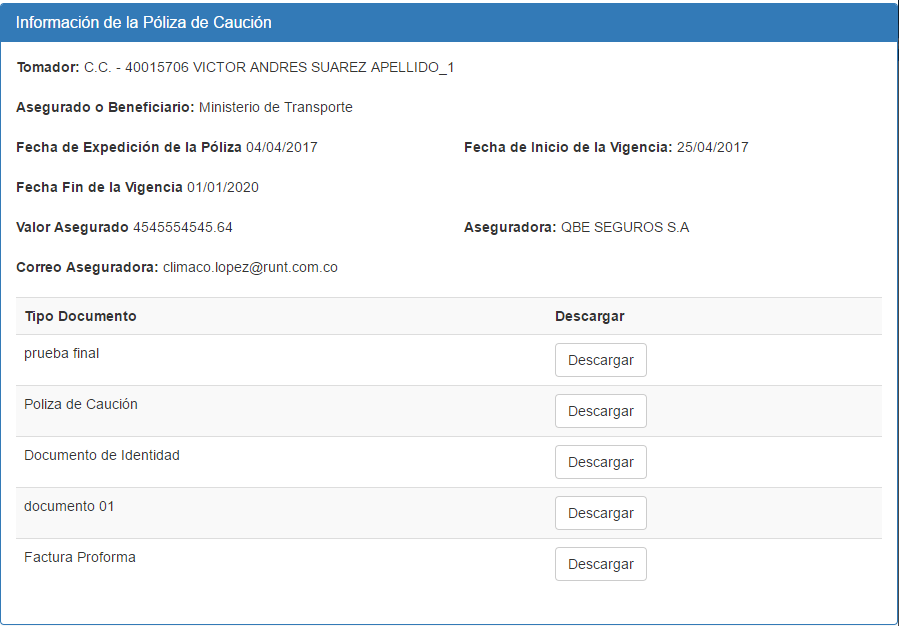 Información de la Póliza de Caución
Tomador: C.C. - 40015706 VICTOR ANDRES SUAREZ APELLIDO_1
Asegurado o Beneficiario: Ministerio de Transporte
Fecha de Expedición de la Póliza 04/04/2017 Fecha de Inicio de la Vigencia: 25/04/2017
Fecha Fin de la Vigencia 01/01/2020
Valor Asegurado 4545554545.64 Aseguradora: QBE SEGUROS S.A
Correo Aseguradora: climaco.lopez@runt.com.co
Tipo Documento Descargar
prueba final Descargar
Poliza de Caución Descargar
Documento de Identidad Descargar
documento 01 Descargar
Factura Proforma Descargar